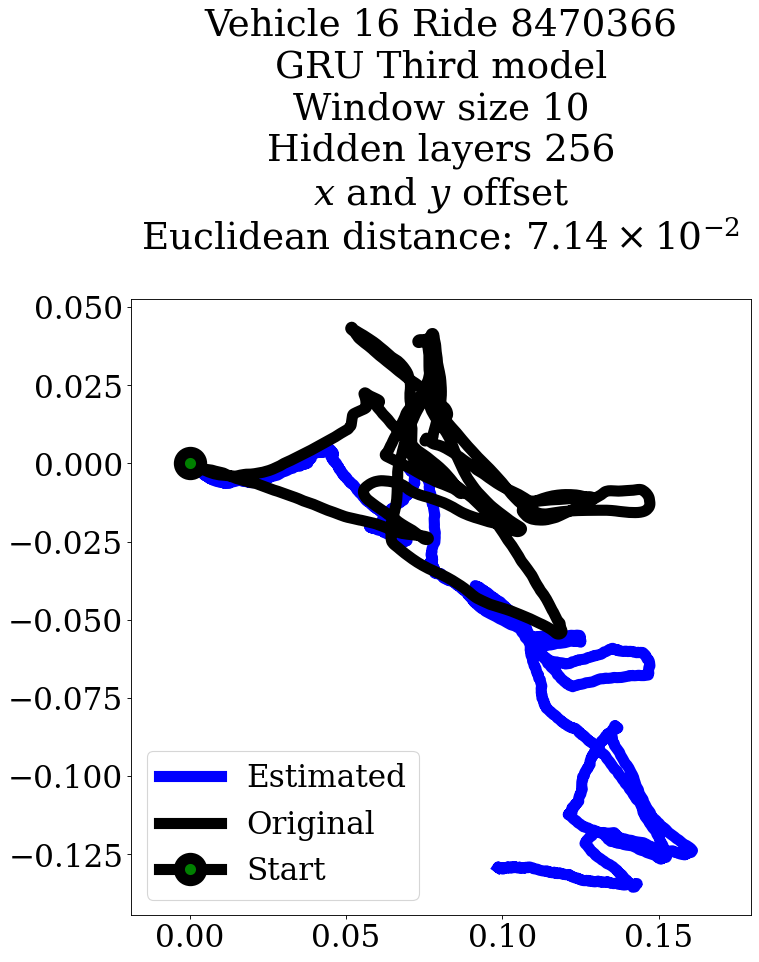 Vehicle 16 Ride 8470366
GRU Third model
Window size 10
Hidden layers 256
x and y offset
Euclidean distance: 7.14 × 10⁻²
0.050
0.025
0.000
−0.025
−0.050
−0.075
−0.100
−0.125
Estimated
Original
Start
0.00 0.05 0.10 0.15